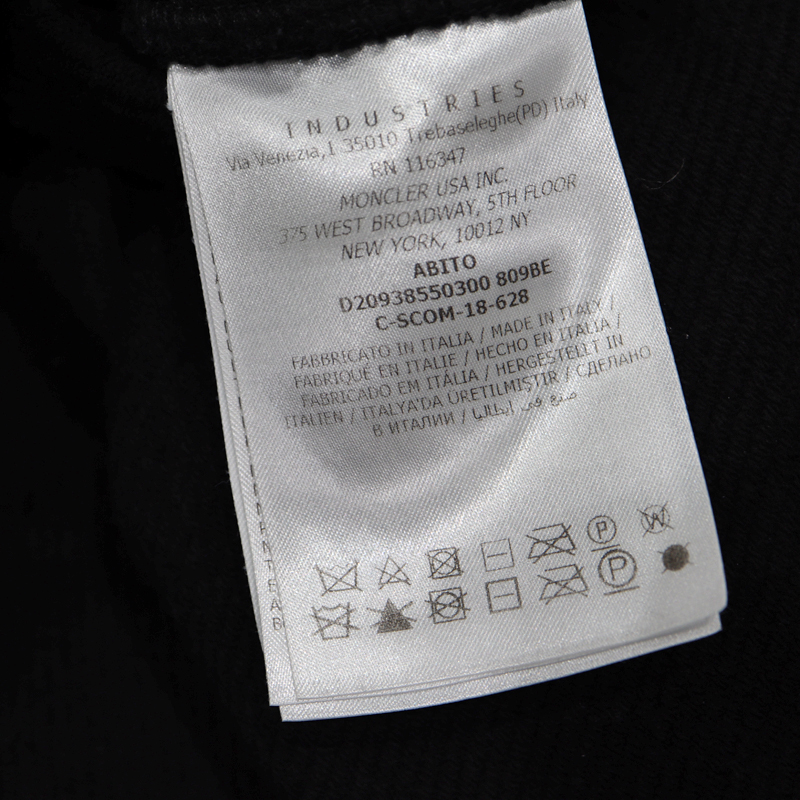 INDUSTRIES
Via Venezia,1 35010 Trebaseleghe(PD) Italy
RN 116347
MONCLER USA INC.
375 WEST BROADWAY, 5TH FLOOR
NEW YORK, 10012 NY
ABITO
D20938550300 809BE
C-SCOM-18-628
FABBRICATO IN ITALIA / MADE IN ITALY /
FABRIQUÉ EN ITALIE / HECHO EN ITALIA /
FABRICADO EM ITÁLIA / HERGESTELLT IN
ITALIEN / ITALYA'DA ÜRETILMIŞTIR / СДЕЛАНО
В ИТАЛИИ / صنع في إيطاليا
P W
P